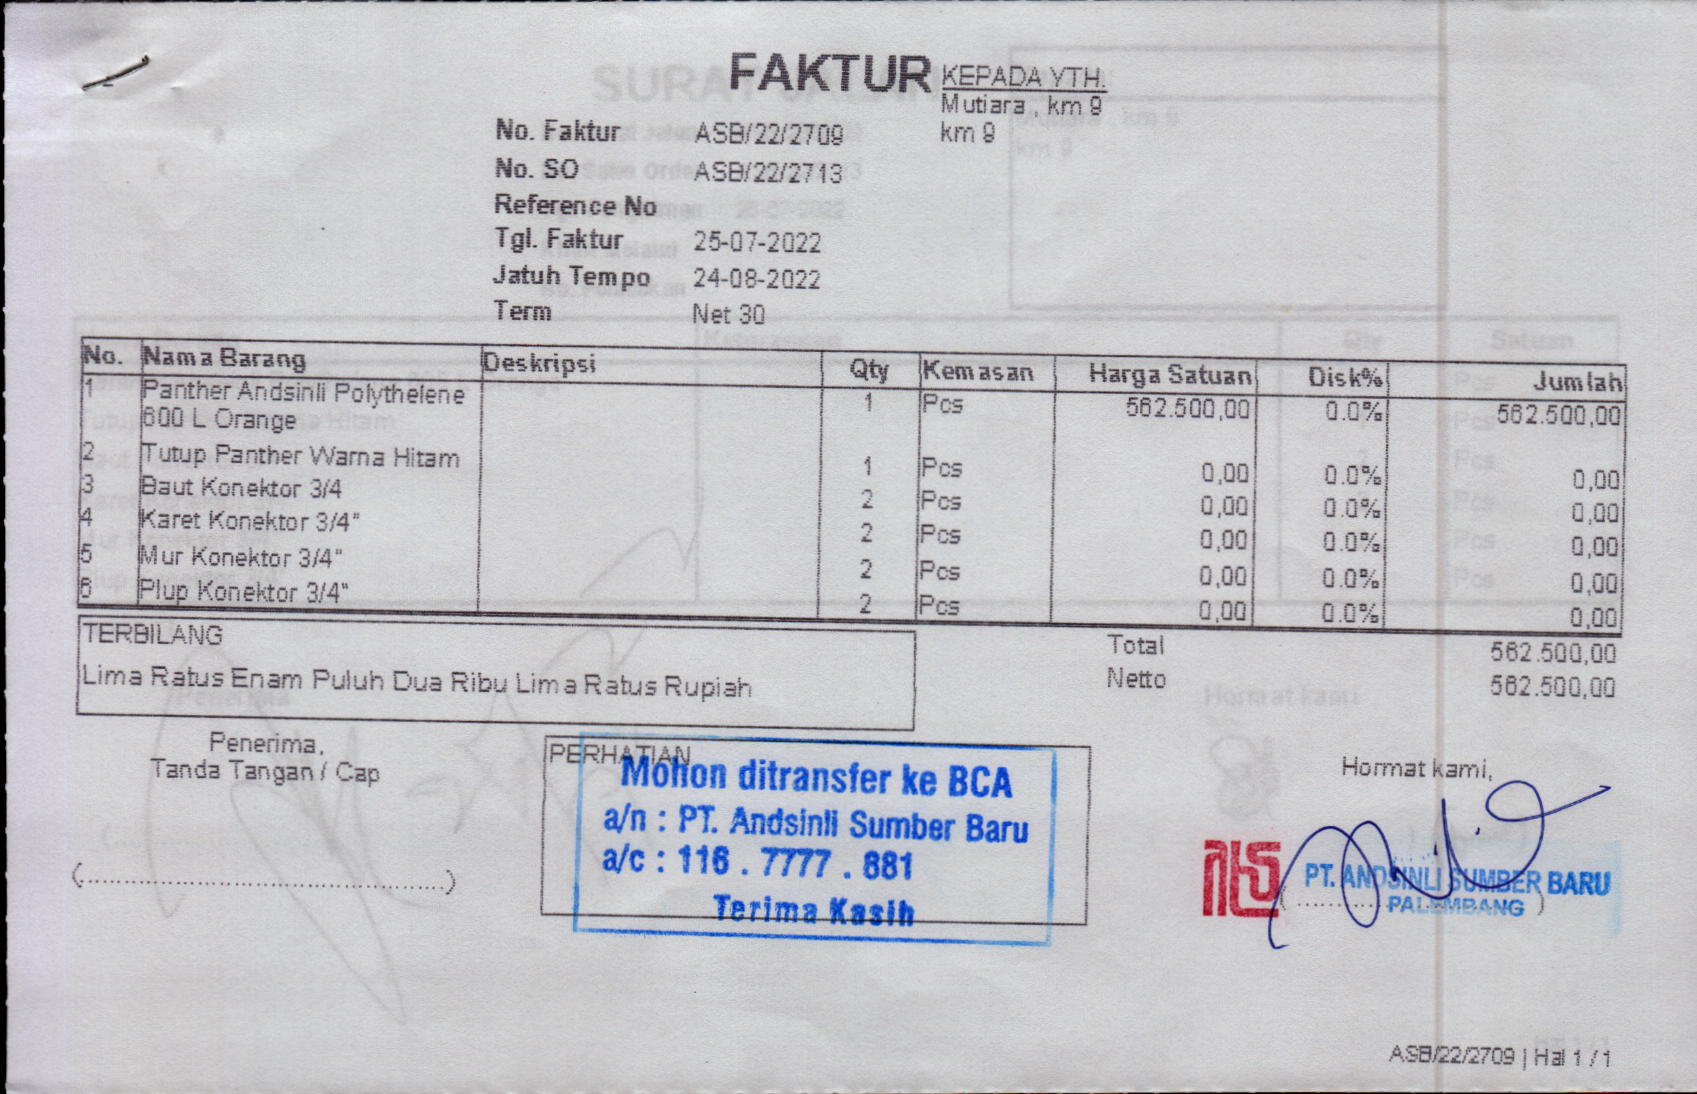 FAKTUR
KEPADA YTH.
Mutiara , km 9
km 9
No. Faktur ASB/22/2709
No. SO ASB/22/2713
Reference No
Tgl. Faktur 25-07-2022
Jatuh Tempo 24-08-2022
Term Net 30
No. Nama Barang Deskripsi Qty Kemasan Harga Satuan Disk% Jumlah
1 Panther Andsinli Polythelene 1 Pcs 562.500,00 0.0% 562.500,00
600 L Orange
2 Tutup Panther Warna Hitam 1 Pcs 0,00 0.0% 0,00
3 Baut Konektor 3/4 2 Pcs 0,00 0.0% 0,00
4 Karet Konektor 3/4" 2 Pcs 0,00 0.0% 0,00
5 Mur Konektor 3/4" 2 Pcs 0,00 0.0% 0,00
6 Plup Konektor 3/4" 2 Pcs 0,00 0.0% 0,00
TERBILANG
Lima Ratus Enam Puluh Dua Ribu Lima Ratus Rupiah
Total 562.500,00
Netto 562.500,00
Penerima,
Tanda Tangan / Cap
(................................................)
PERHATIAN
Mohon ditransfer ke BCA
a/n : PT. Andsinli Sumber Baru
a/c : 116 . 7777 . 881
Terima Kasih
Hormat kami,
PT. ANDSINLI SUMBER BARU
PALEMBANG
ASB/22/2709 | Hal 1 / 1